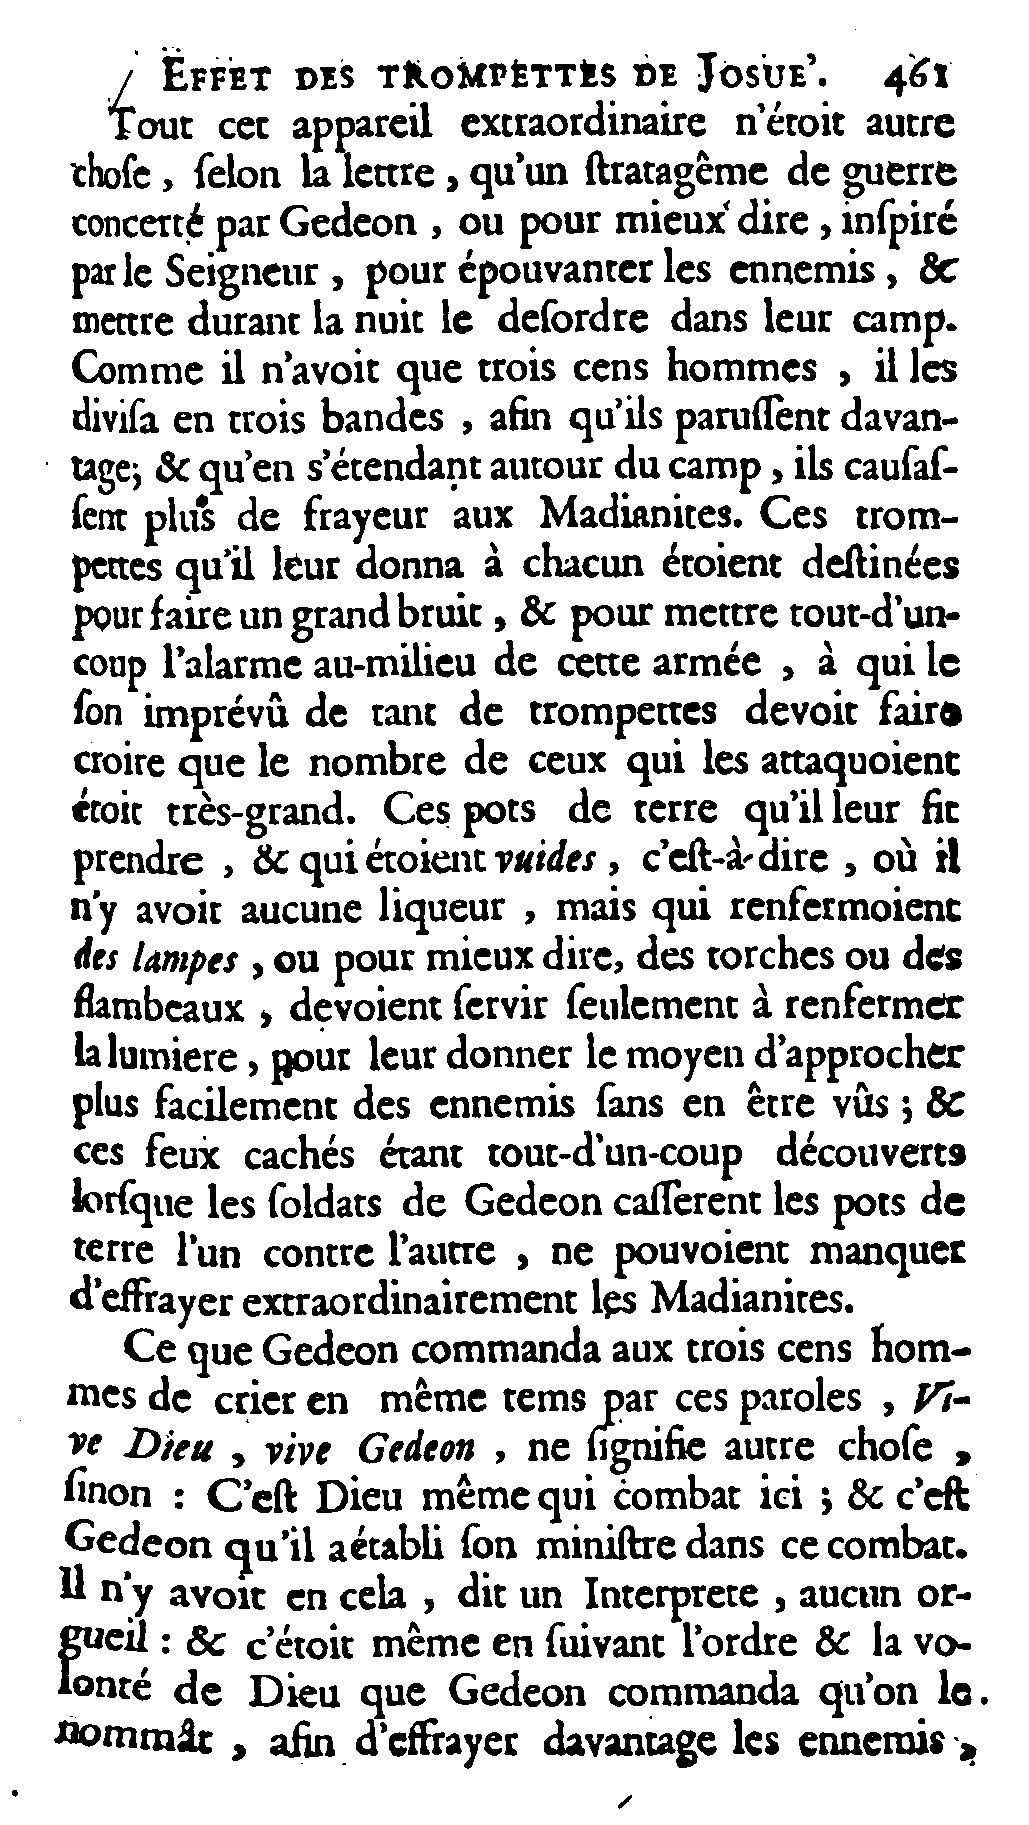 EFFET DES TROMPETTES DE JOSUE'. 461
Tout cet appareil extraordinaire n'étoit autre
choſe, ſelon la lettre, qu'un ſtratagême de guerre
concerté par Gedeon, ou pour mieux dire, inſpiré
par le Seigneur, pour épouvanter les ennemis, &
mettre durant la nuit le deſordre dans leur camp.
Comme il n'avoit que trois cens hommes, il les
diviſa en trois bandes, afin qu'ils paruſſent davan-
tage; & qu'en s'étendant autour du camp, ils cauſaſ-
ſent plus de frayeur aux Madianites. Ces trom-
pettes qu'il leur donna à chacun étoient deſtinées
pour faire un grand bruit, & pour mettre tout-d'un-
coup l'alarme au-milieu de cette armée, à qui le
ſon imprévû de tant de trompettes devoit faire
croire que le nombre de ceux qui les attaquoient
étoit très-grand. Ces pots de terre qu'il leur fit
prendre, & qui étoient vuides, c'eſt-à-dire, où il
n'y avoit aucune liqueur, mais qui renfermoient
des lampes, ou pour mieux dire, des torches ou des
flambeaux, devoient ſervir ſeulement à renfermer
la lumiere, pour leur donner le moyen d'approcher
plus facilement des ennemis ſans en être vûs; &
ces feux cachés étant tout-d'un-coup découverts
lorſque les ſoldats de Gedeon caſſerent les pots de
terre l'un contre l'autre, ne pouvoient manquer
d'effrayer extraordinairement les Madianites.
Ce que Gedeon commanda aux trois cens hom-
mes de crier en même tems par ces paroles, Vi-
ve Dieu, vive Gedeon, ne ſignifie autre choſe,
ſinon : C'eſt Dieu même qui combat ici; & c'eſt
Gedeon qu'il a établi ſon miniſtre dans ce combat.
Il n'y avoit en cela, dit un Interprete, aucun or-
gueil : & c'étoit même en ſuivant l'ordre & la vo-
lonté de Dieu que Gedeon commanda qu'on le
nommât, afin d'effrayer davantage les ennemis,